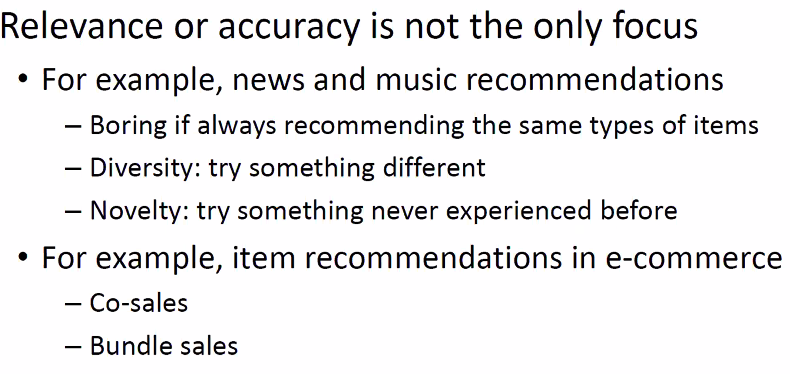 Relevance or accuracy is not the only focus
• For example, news and music recommendations
– Boring if always recommending the same types of items
– Diversity: try something different
– Novelty: try something never experienced before
• For example, item recommendations in e-commerce
– Co-sales
– Bundle sales